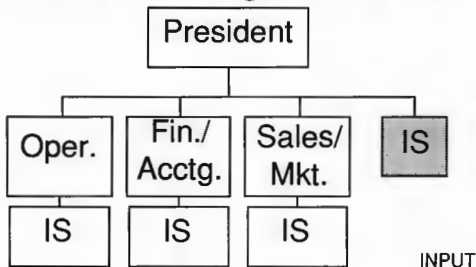 President
Oper.
Fin./
Acctg.
Sales/
Mkt.
IS
IS
IS
IS
INPUT